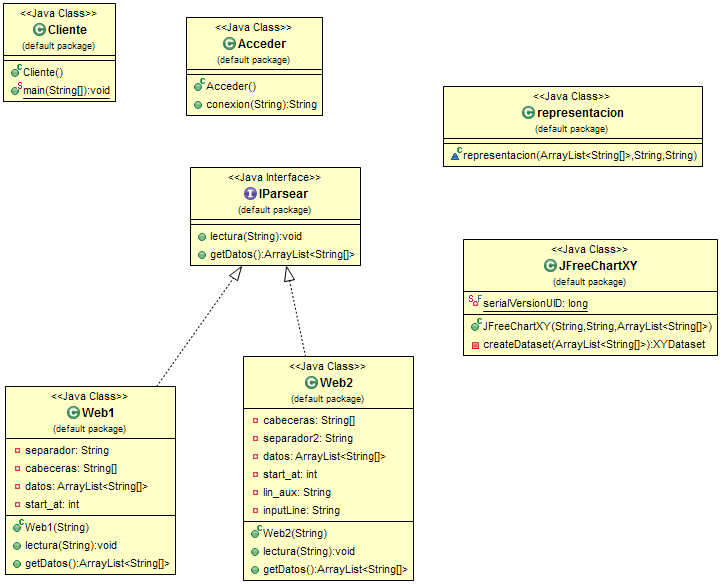 <<Java Class>>
Cliente
(default package)
Cliente()
main(String[]):void
<<Java Class>>
Acceder
(default package)
Acceder()
conexion(String):String
<<Java Class>>
representacion
(default package)
representacion(ArrayList<String[]>,String,String)
<<Java Interface>>
IParsear
(default package)
lectura(String):void
getDatos():ArrayList<String[]>
<<Java Class>>
JFreeChartXY
(default package)
serialVersionUID: long
JFreeChartXY(String,String,ArrayList<String[]>)
createDataset(ArrayList<String[]>):XYDataset
<<Java Class>>
Web1
(default package)
separador: String
cabeceras: String[]
datos: ArrayList<String[]>
start_at: int
Web1(String)
lectura(String):void
getDatos():ArrayList<String[]>
<<Java Class>>
Web2
(default package)
cabeceras: String[]
separador2: String
datos: ArrayList<String[]>
start_at: int
lin_aux: String
inputLine: String
Web2(String)
lectura(String):void
getDatos():ArrayList<String[]>